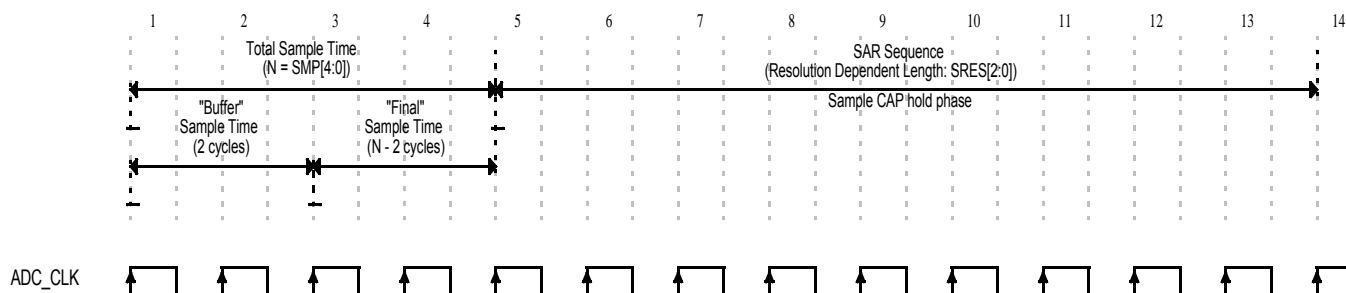 1 2 3 4 5 6 7 8 9 10 11 12 13 14
Total Sample Time
(N = SMP[4:0])
SAR Sequence
(Resolution Dependent Length: SRES[2:0])
"Buffer"
Sample Time
(2 cycles)
"Final"
Sample Time
(N - 2 cycles)
Sample CAP hold phase
ADC_CLK